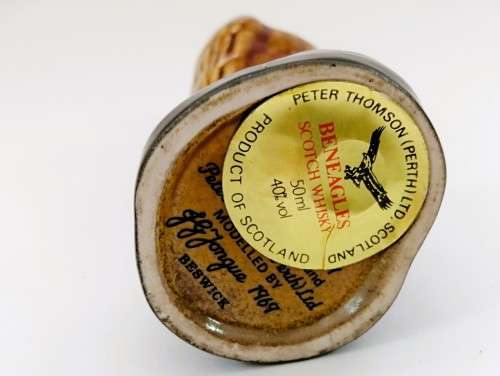 PETER THOMSON (PERTH) LTD. SCOTLAND
BENEAGLES
SCOTCH WHISKY
50ml
40% vol
PRODUCT OF SCOTLAND
MODELLED BY
J.G. Tongue 1969
BESWICK